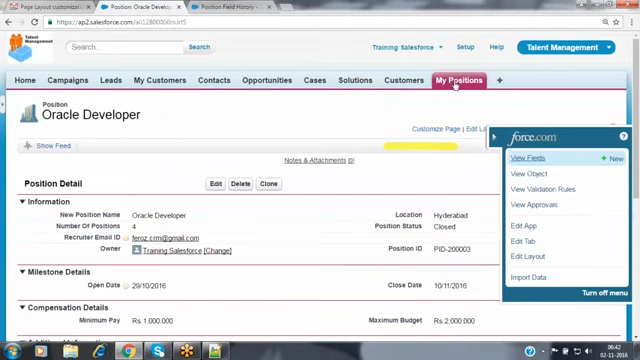 Page Layout customiza
Position: Oracle Develope
Position Field History ~
https://ap2.salesforce.com/
Talent Management
Search...
Search
Training Salesforce
Setup
Help
Talent Management
Home
Campaigns
Leads
My Customers
Contacts
Opportunities
Cases
Solutions
Customers
My Positions
+
Position
Oracle Developer
Customize Page | Edit La
Show Feed
Notes & Attachments (0)
Position Detail
Edit
Delete
Clone
Information
New Position Name Oracle Developer Location Hyderabad
Number Of Positions 4 Position Status Closed
Recruiter Email ID feroz.crm@gmail.com Position ID PID-200003
Owner Training Salesforce [Change]
Milestone Details
Open Date 29/10/2016 Close Date 10/11/2016
Compensation Details
Minimum Pay Rs.1,000,000 Maximum Budget Rs.2,000,000
force.com
?
View Fields + New
View Object
View Validation Rules
View Approvals
Edit App
Edit Tab
Edit Layout
Import Data
Turn off menu
06:42
02-11-2016